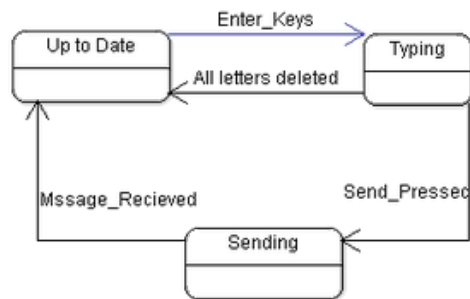 Enter_Keys
Up to Date
Typing
All letters deleted
Mssage_Recieved
Send_Pressec
Sending